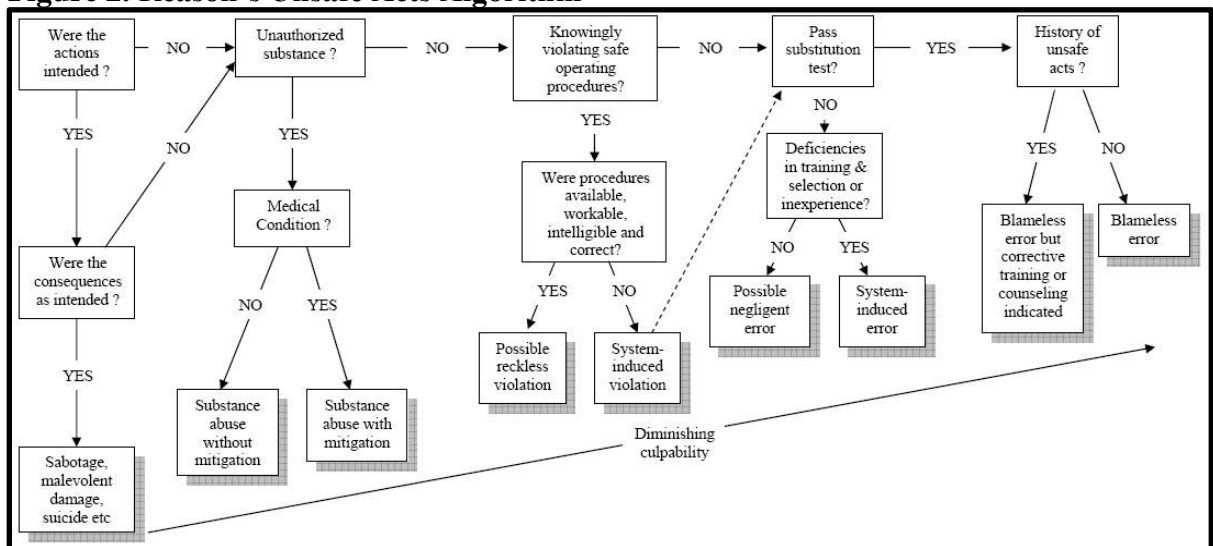 Figure 2. Reason's Unsafe Acts Algorithm
Were the
actions
intended ?
NO
Unauthorized
substance ?
NO
Knowingly
violating safe
operating
procedures?
NO
Pass
substitution
test?
YES
History of
unsafe
acts ?
YES
NO
YES
YES
NO
YES
NO
Medical
Condition ?
Were procedures
available,
workable,
intelligible and
correct?
Deficiencies
in training &
selection or
inexperience?
Were the
consequences
as intended ?
NO
YES
YES
NO
NO
YES
Blameless
error but
corrective
training or
counseling
indicated
Blameless
error
Possible
negligent
error
System-
induced
error
YES
Possible
reckless
violation
System-
induced
violation
Substance
abuse
without
mitigation
Substance
abuse with
mitigation
Diminishing
culpability
Sabotage,
malevolent
damage,
suicide etc